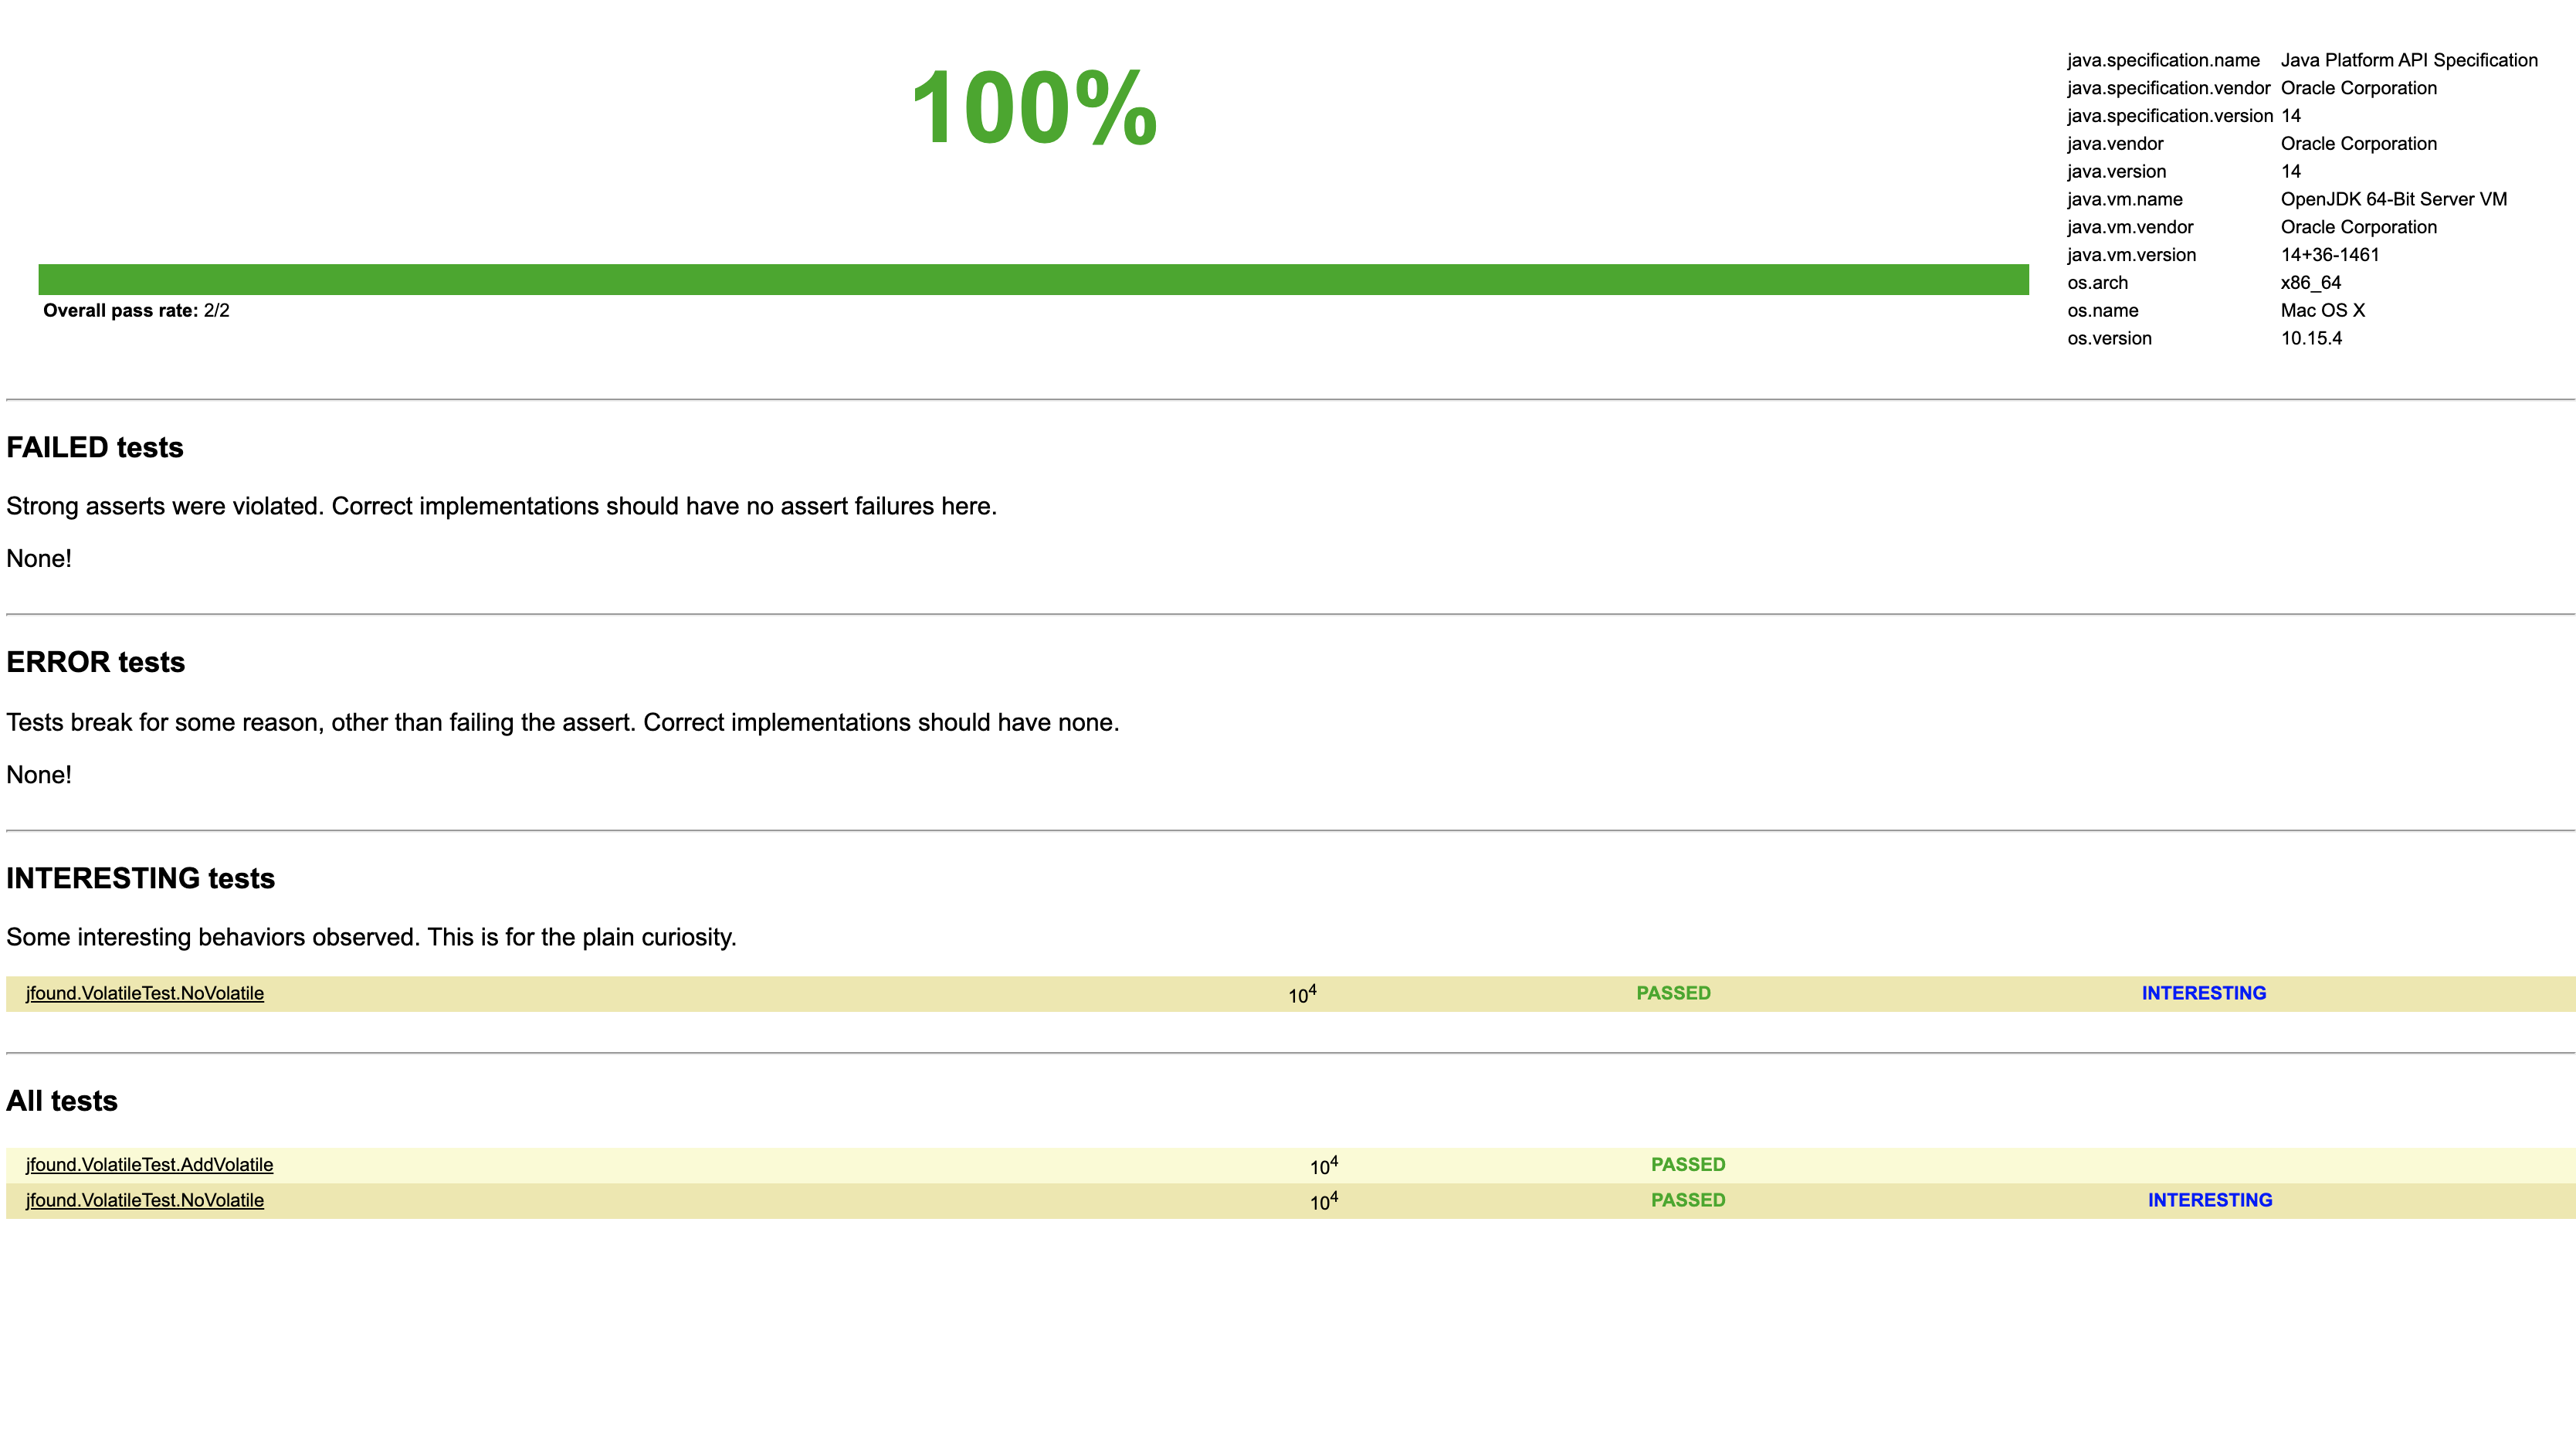 100%
Overall pass rate: 2/2
java.specification.name Java Platform API Specification
java.specification.vendor Oracle Corporation
java.specification.version 14
java.vendor Oracle Corporation
java.version 14
java.vm.name OpenJDK 64-Bit Server VM
java.vm.vendor Oracle Corporation
java.vm.version 14+36-1461
os.arch x86_64
os.name Mac OS X
os.version 10.15.4
FAILED tests
Strong asserts were violated. Correct implementations should have no assert failures here.
None!
ERROR tests
Tests break for some reason, other than failing the assert. Correct implementations should have none.
None!
INTERESTING tests
Some interesting behaviors observed. This is for the plain curiosity.
jfound.VolatileTest.NoVolatile 10⁴ PASSED INTERESTING
All tests
jfound.VolatileTest.AddVolatile 10⁴ PASSED
jfound.VolatileTest.NoVolatile 10⁴ PASSED INTERESTING